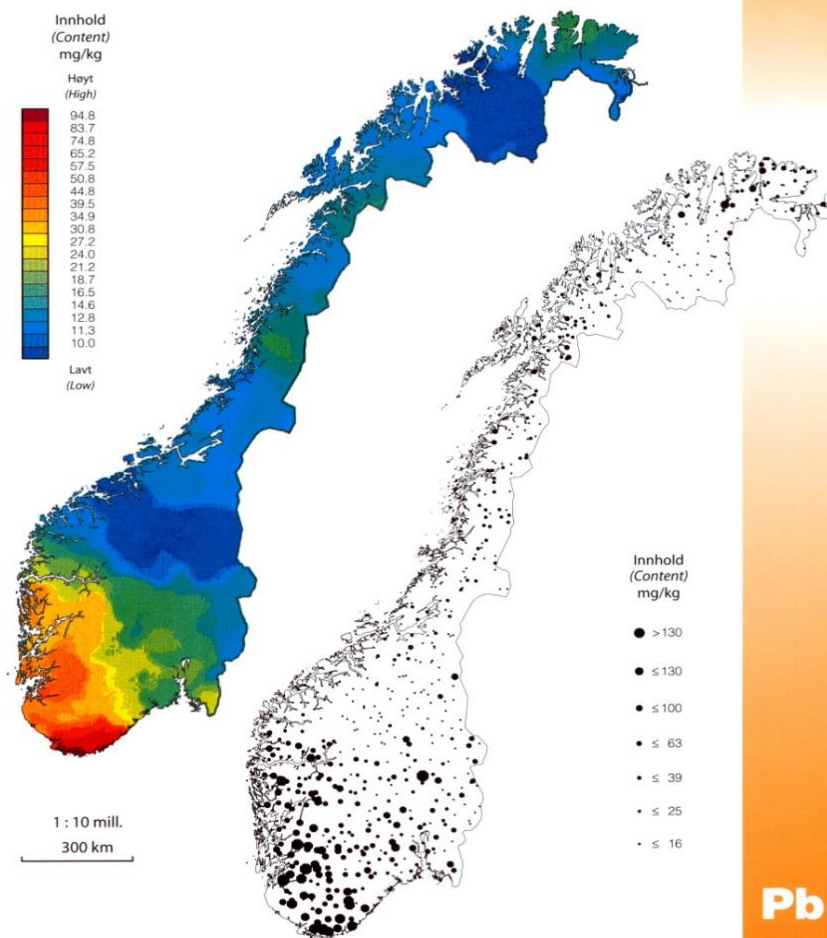 Innhold
(Content)
mg/kg
Høyt
(High)
94.8
83.7
74.8
65.2
57.5
50.8
44.8
39.5
34.9
30.8
27.2
24.0
21.2
18.7
16.5
14.6
12.8
11.3
10.0
Lavt
(Low)
1 : 10 mill.
300 km
Innhold
(Content)
mg/kg
>130
≤130
≤100
≤ 63
≤ 39
≤ 25
≤ 16
Pb